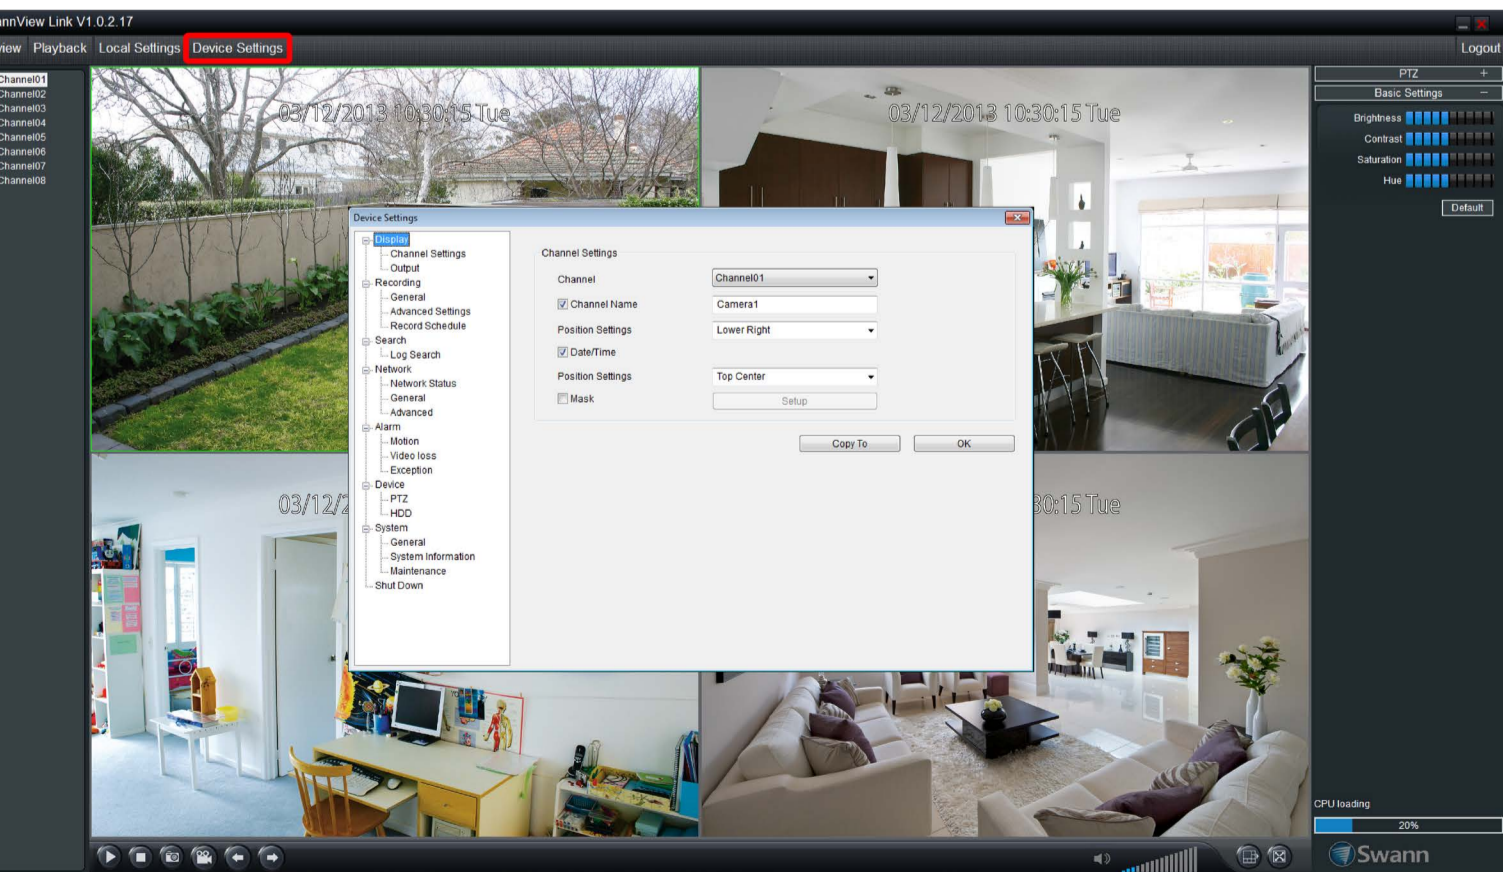 nnView Link V1.0.2.17
view Playback Local Settings Device Settings Logout
Channel01
Channel02
Channel03
Channel04
Channel05
Channel06
Channel07
Channel08
03/12/2013 10:30:15 Tue
03/12/2013 10:30:15 Tue
PTZ +
Basic Settings −
Brightness
Contrast
Saturation
Hue
Default
Device Settings
Display
Channel Settings
Output
Recording
General
Advanced Settings
Record Schedule
Search
Log Search
Network
Network Status
General
Advanced
Alarm
Motion
Video loss
Exception
Device
PTZ
HDD
System
General
System Information
Maintenance
Shut Down
Channel Settings
Channel Channel01
Channel Name Camera1
Position Settings Lower Right
Date/Time
Position Settings Top Center
Mask Setup
Copy To OK
03/12/2
30:15 Tue
CPU loading
20%
Swann